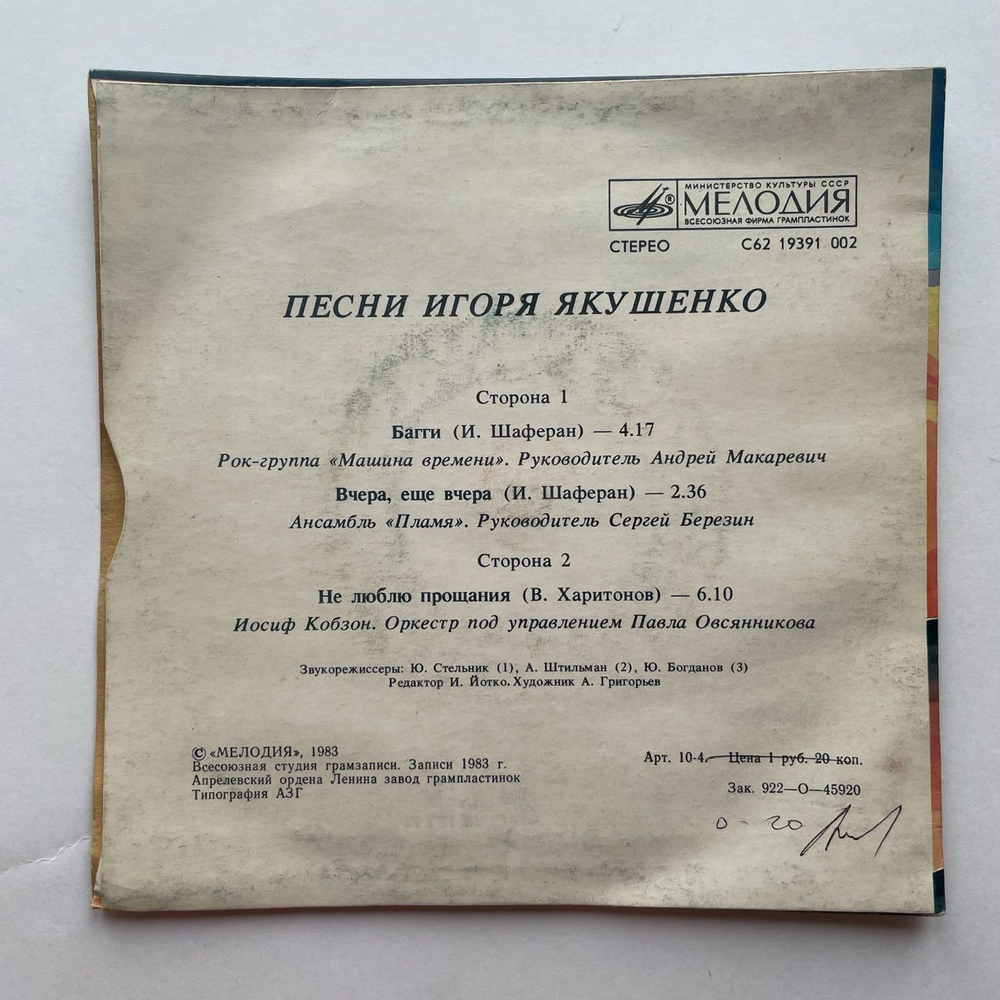 МИНИСТЕРСТВО КУЛЬТУРЫ СССР
® МЕЛОДИЯ
ВСЕСОЮЗНАЯ ФИРМА ГРАМПЛАСТИНОК
СТЕРЕО С62 19391 002
ПЕСНИ ИГОРЯ ЯКУШЕНКО
Сторона 1
Багги (И. Шаферан) — 4.17
Рок-группа «Машина времени». Руководитель Андрей Макаревич
Вчера, еще вчера (И. Шаферан) — 2.36
Ансамбль «Пламя». Руководитель Сергей Березин
Сторона 2
Не люблю прощания (В. Харитонов) — 6.10
Иосиф Кобзон. Оркестр под управлением Павла Овсянникова
Звукорежиссеры: Ю. Стельник (1), А. Штильман (2), Ю. Богданов (3)
Редактор И. Йотко. Художник А. Григорьев
© «МЕЛОДИЯ», 1983
Всесоюзная студия грамзаписи. Записи 1983 г.
Апрелевский ордена Ленина завод грампластинок
Типография АЗГ
Арт. 10-4. Цена 1 руб. 20 коп.
Зак. 922—О—45920
0-20